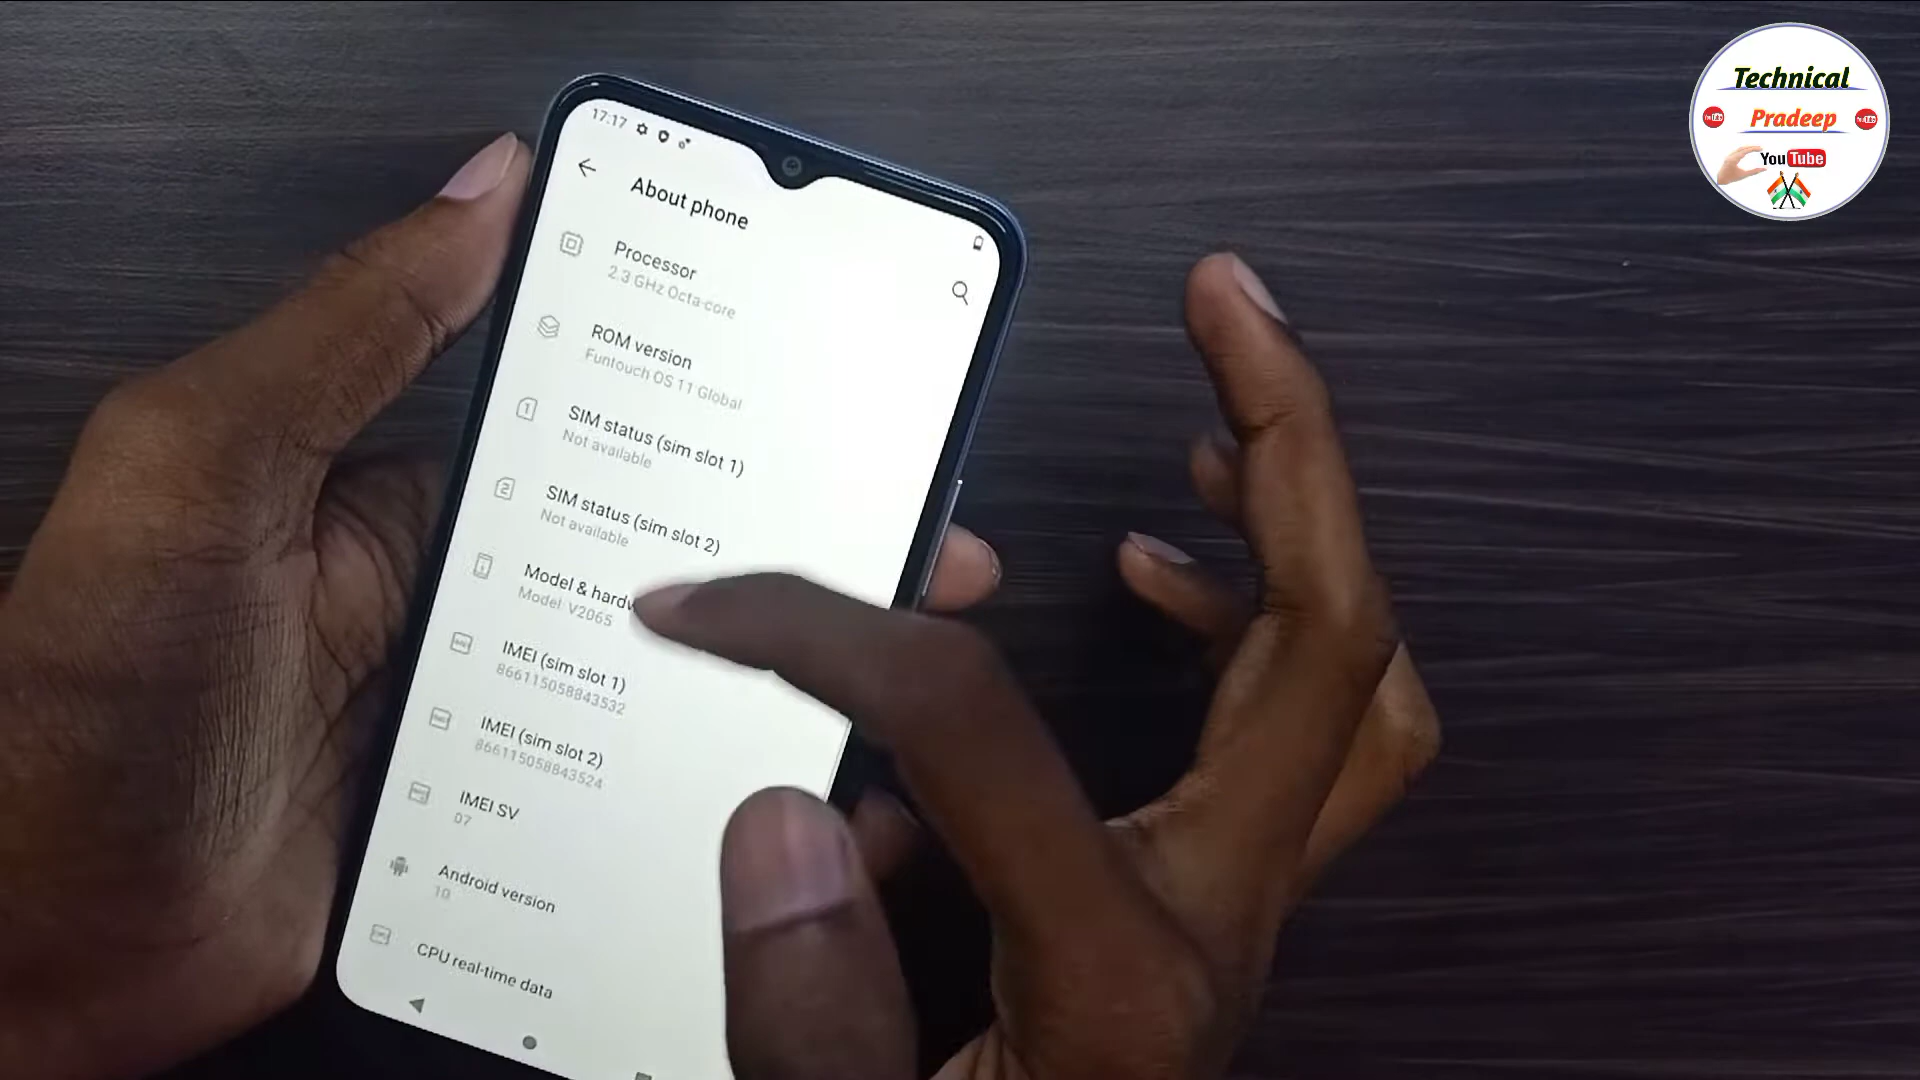 17:17
About phone
Processor
2.3 GHz Octa-core
ROM version
Funtouch OS 11 Global
SIM status (sim slot 1)
Not available
SIM status (sim slot 2)
Not available
Model & hardw
Model: V2065
IMEI (sim slot 1)
866115058843532
IMEI (sim slot 2)
866115058843524
IMEI SV
07
Android version
10
CPU real-time data
Technical
Pradeep
YouTube